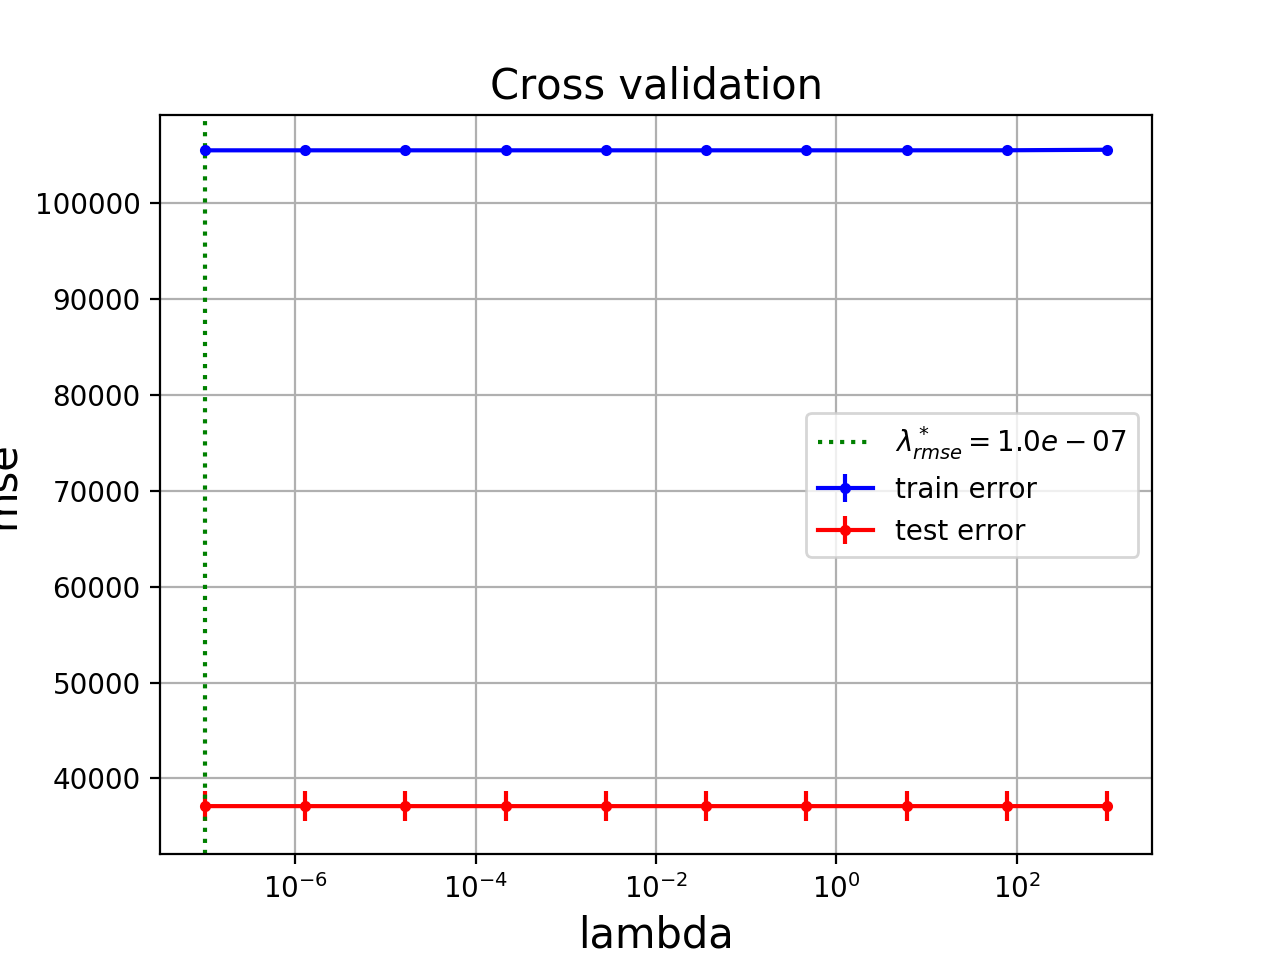 Cross validation
100000
90000
80000
70000
60000
50000
40000
mse
λ*rmse = 1.0e − 07
train error
test error
10⁻⁶ 10⁻⁴ 10⁻² 10⁰ 10²
lambda